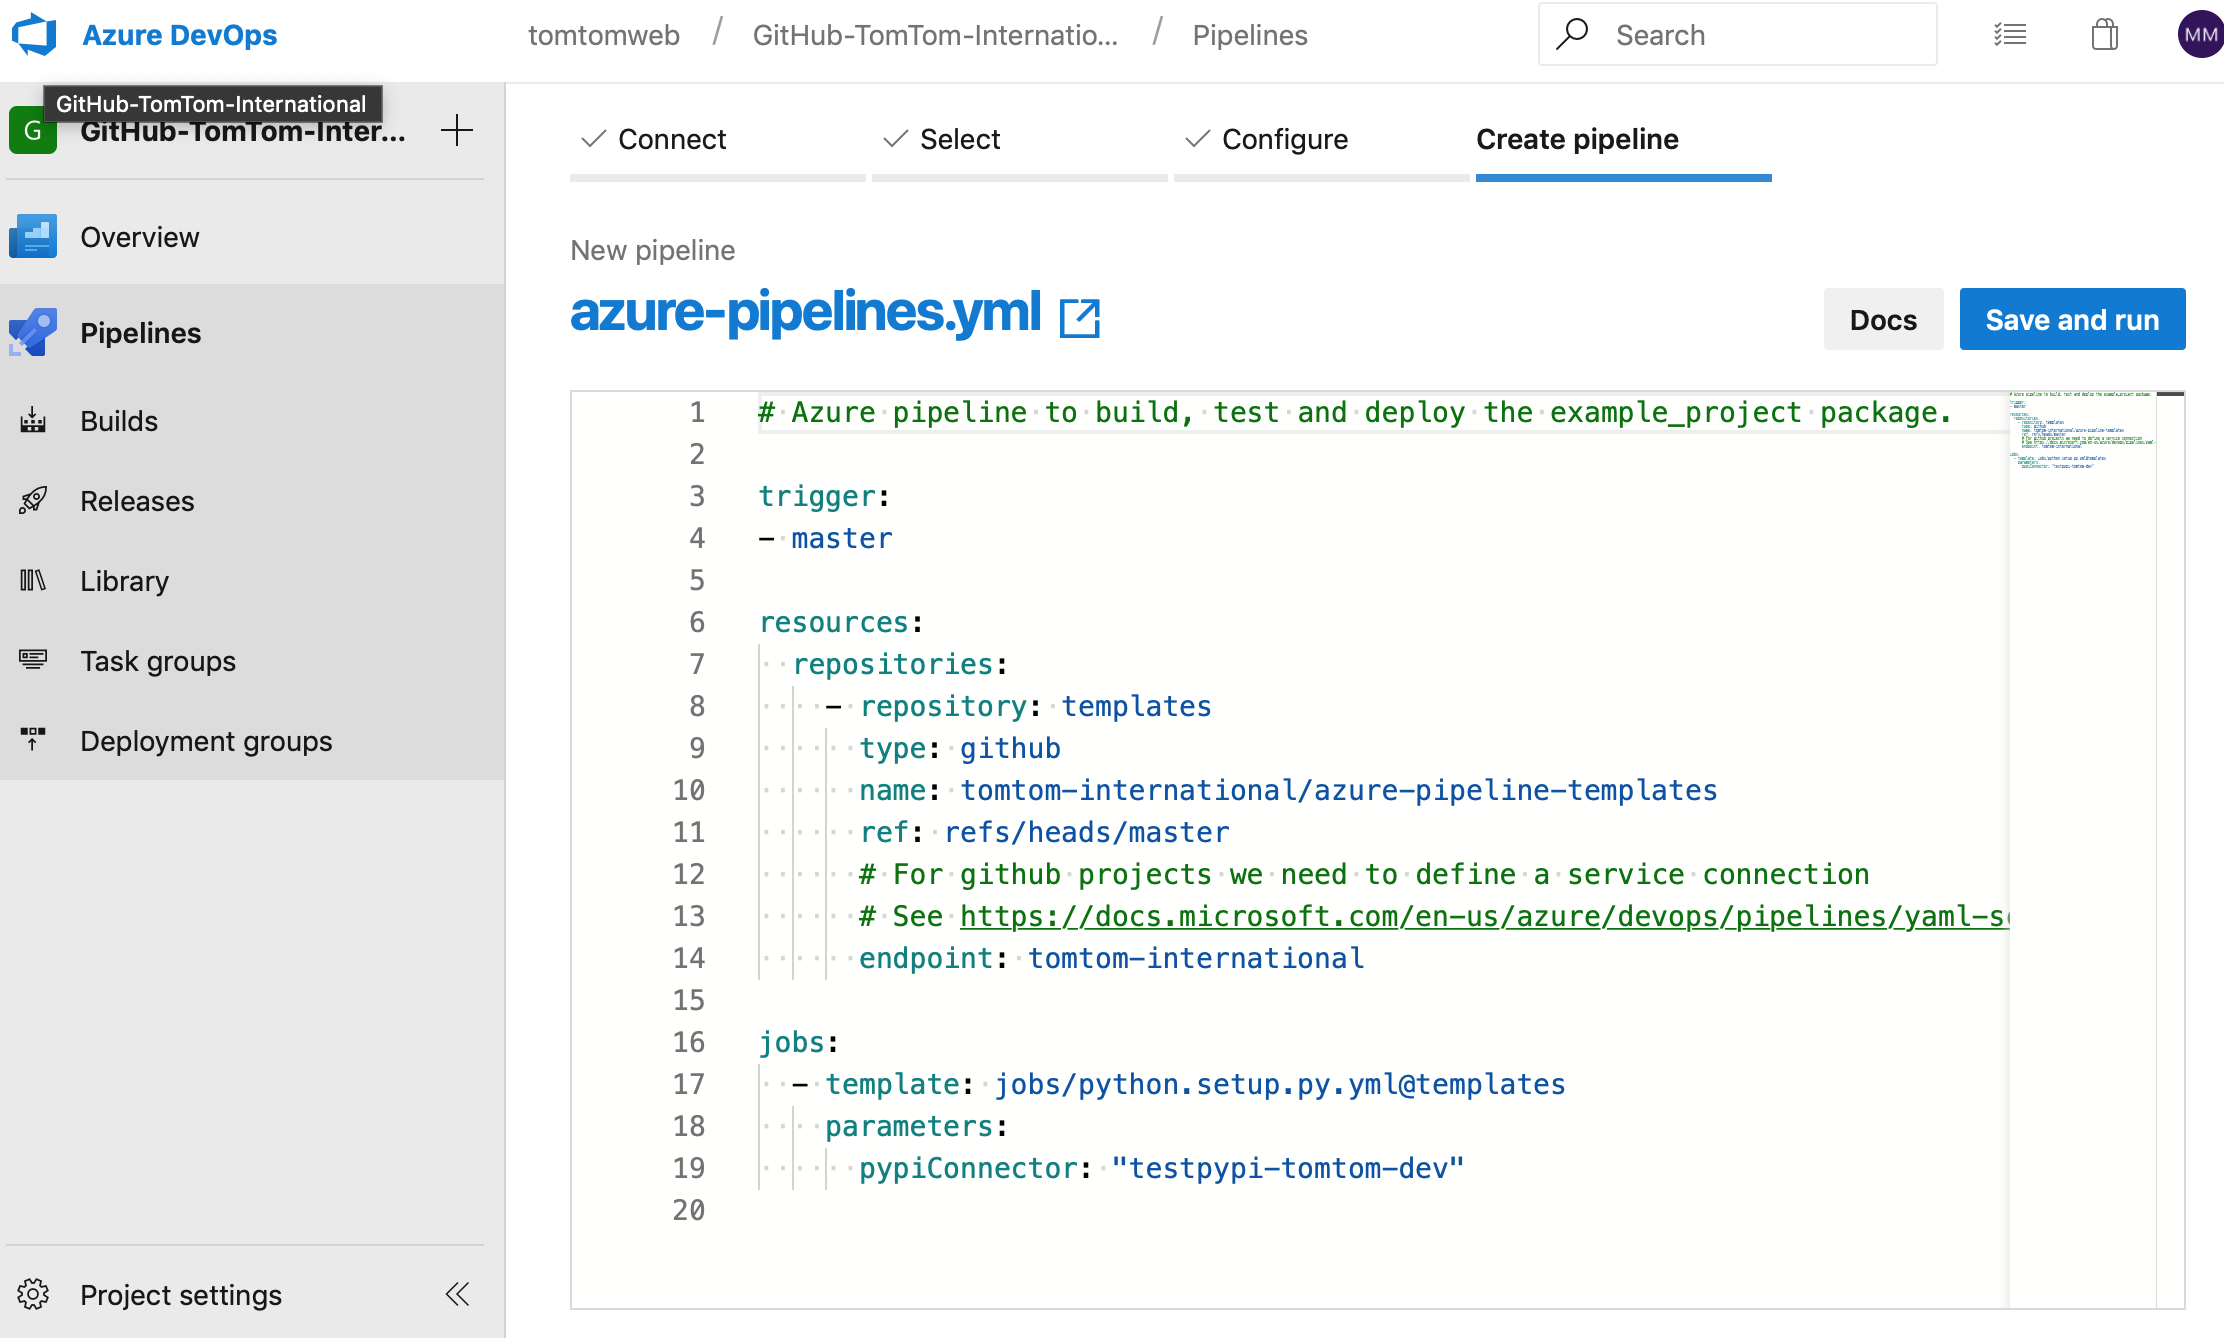 Azure DevOps
tomtomweb / GitHub-TomTom-Internatio... / Pipelines
Search
MM
GitHub-TomTom-International
G
GitHub-TomTom-Inter...
Overview
Pipelines
Builds
Releases
Library
Task groups
Deployment groups
Project settings
Connect
Select
Configure
Create pipeline
New pipeline
azure-pipelines.yml
Docs
Save and run
1 # Azure pipeline to build, test and deploy the example_project package.
2
3 trigger:
4 - master
5
6 resources:
7   repositories:
8     - repository: templates
9       type: github
10       name: tomtom-international/azure-pipeline-templates
11       ref: refs/heads/master
12       # For github projects we need to define a service connection
13       # See https://docs.microsoft.com/en-us/azure/devops/pipelines/yaml-s
14       endpoint: tomtom-international
15
16 jobs:
17   - template: jobs/python.setup.py.yml@templates
18     parameters:
19       pypiConnector: "testpypi-tomtom-dev"
20